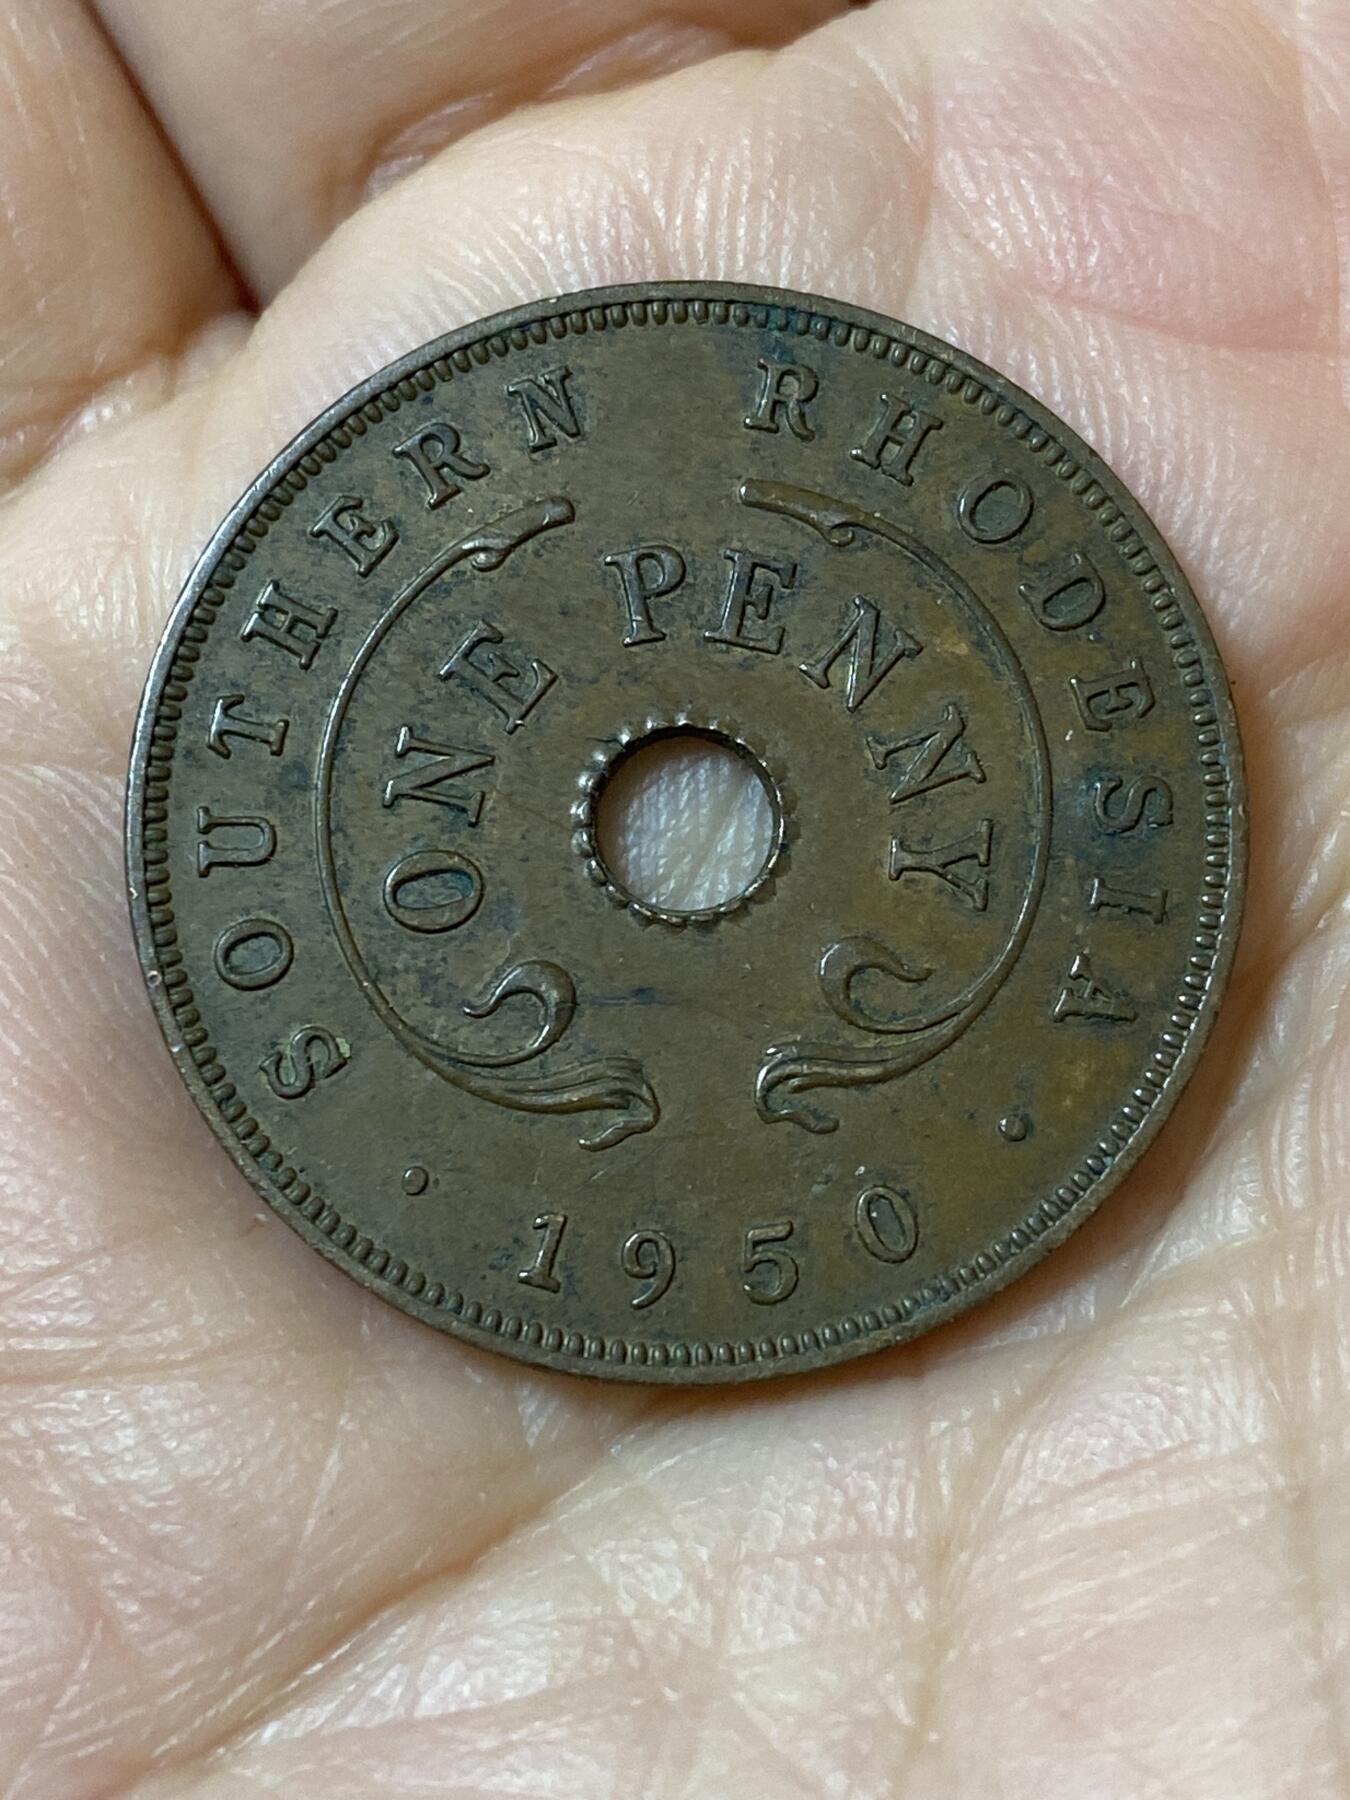 SOUTHERN RHODESIA
ONE PENNY
· 1950 ·